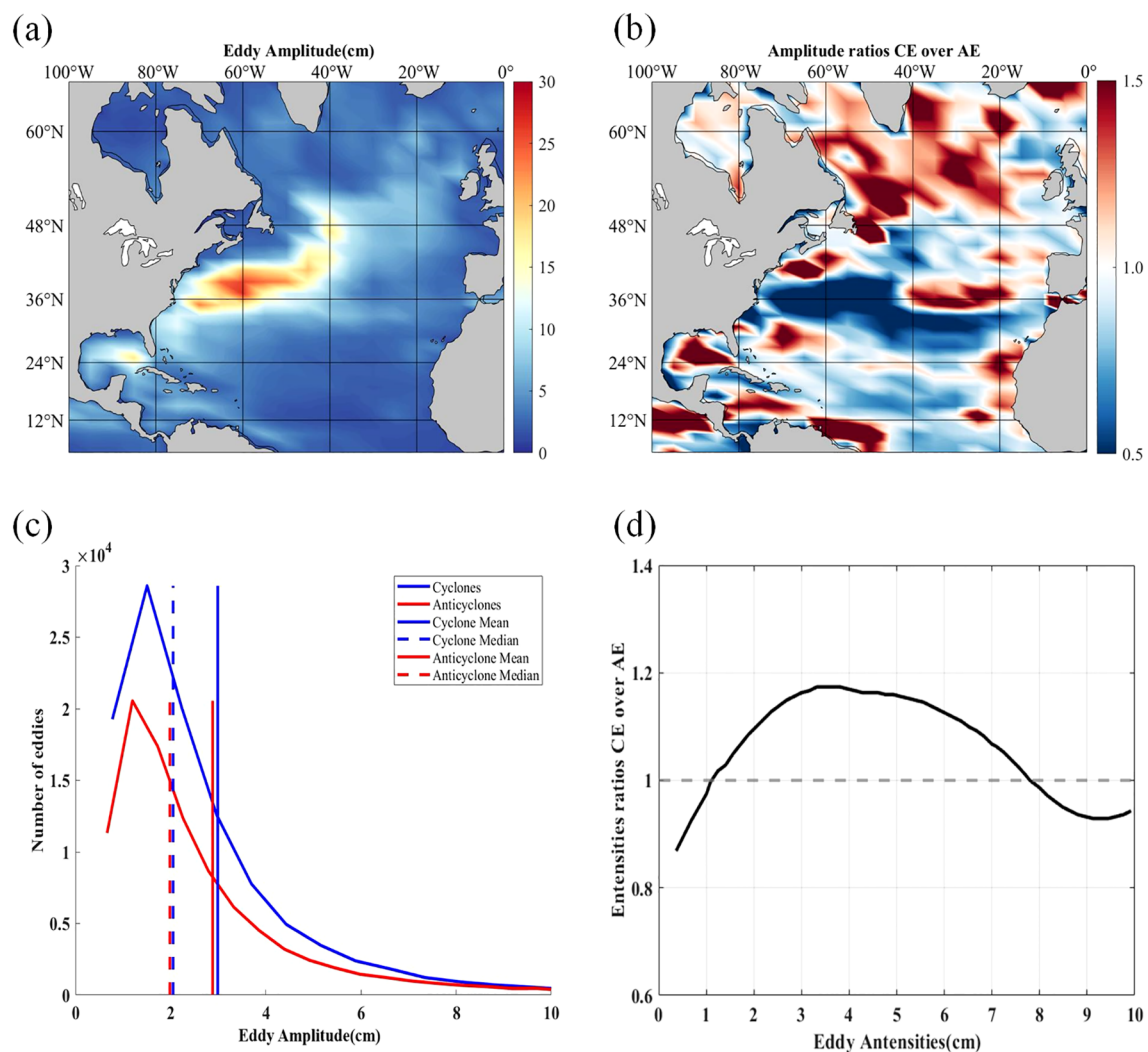 (a)
Eddy Amplitude(cm)
100°W 80°W 60°W 40°W 20°W 0°
60°N
48°N
36°N
24°N
12°N
30
25
20
15
10
5
0
(b)
Amplitude ratios CE over AE
100°W 80°W 60°W 40°W 20°W 0°
60°N
48°N
36°N
24°N
12°N
1.5
1.0
0.5
(c)
×10⁴
3
2.5
2
1.5
1
0.5
0
Number of eddies
Cyclones
Anticyclones
Cyclone Mean
Cyclone Median
Anticyclone Mean
Anticyclone Median
0 2 4 6 8 10
Eddy Amplitude(cm)
(d)
1.4
1.2
1
0.8
0.6
Entensities ratios CE over AE
0 1 2 3 4 5 6 7 8 9 10
Eddy Antensities(cm)